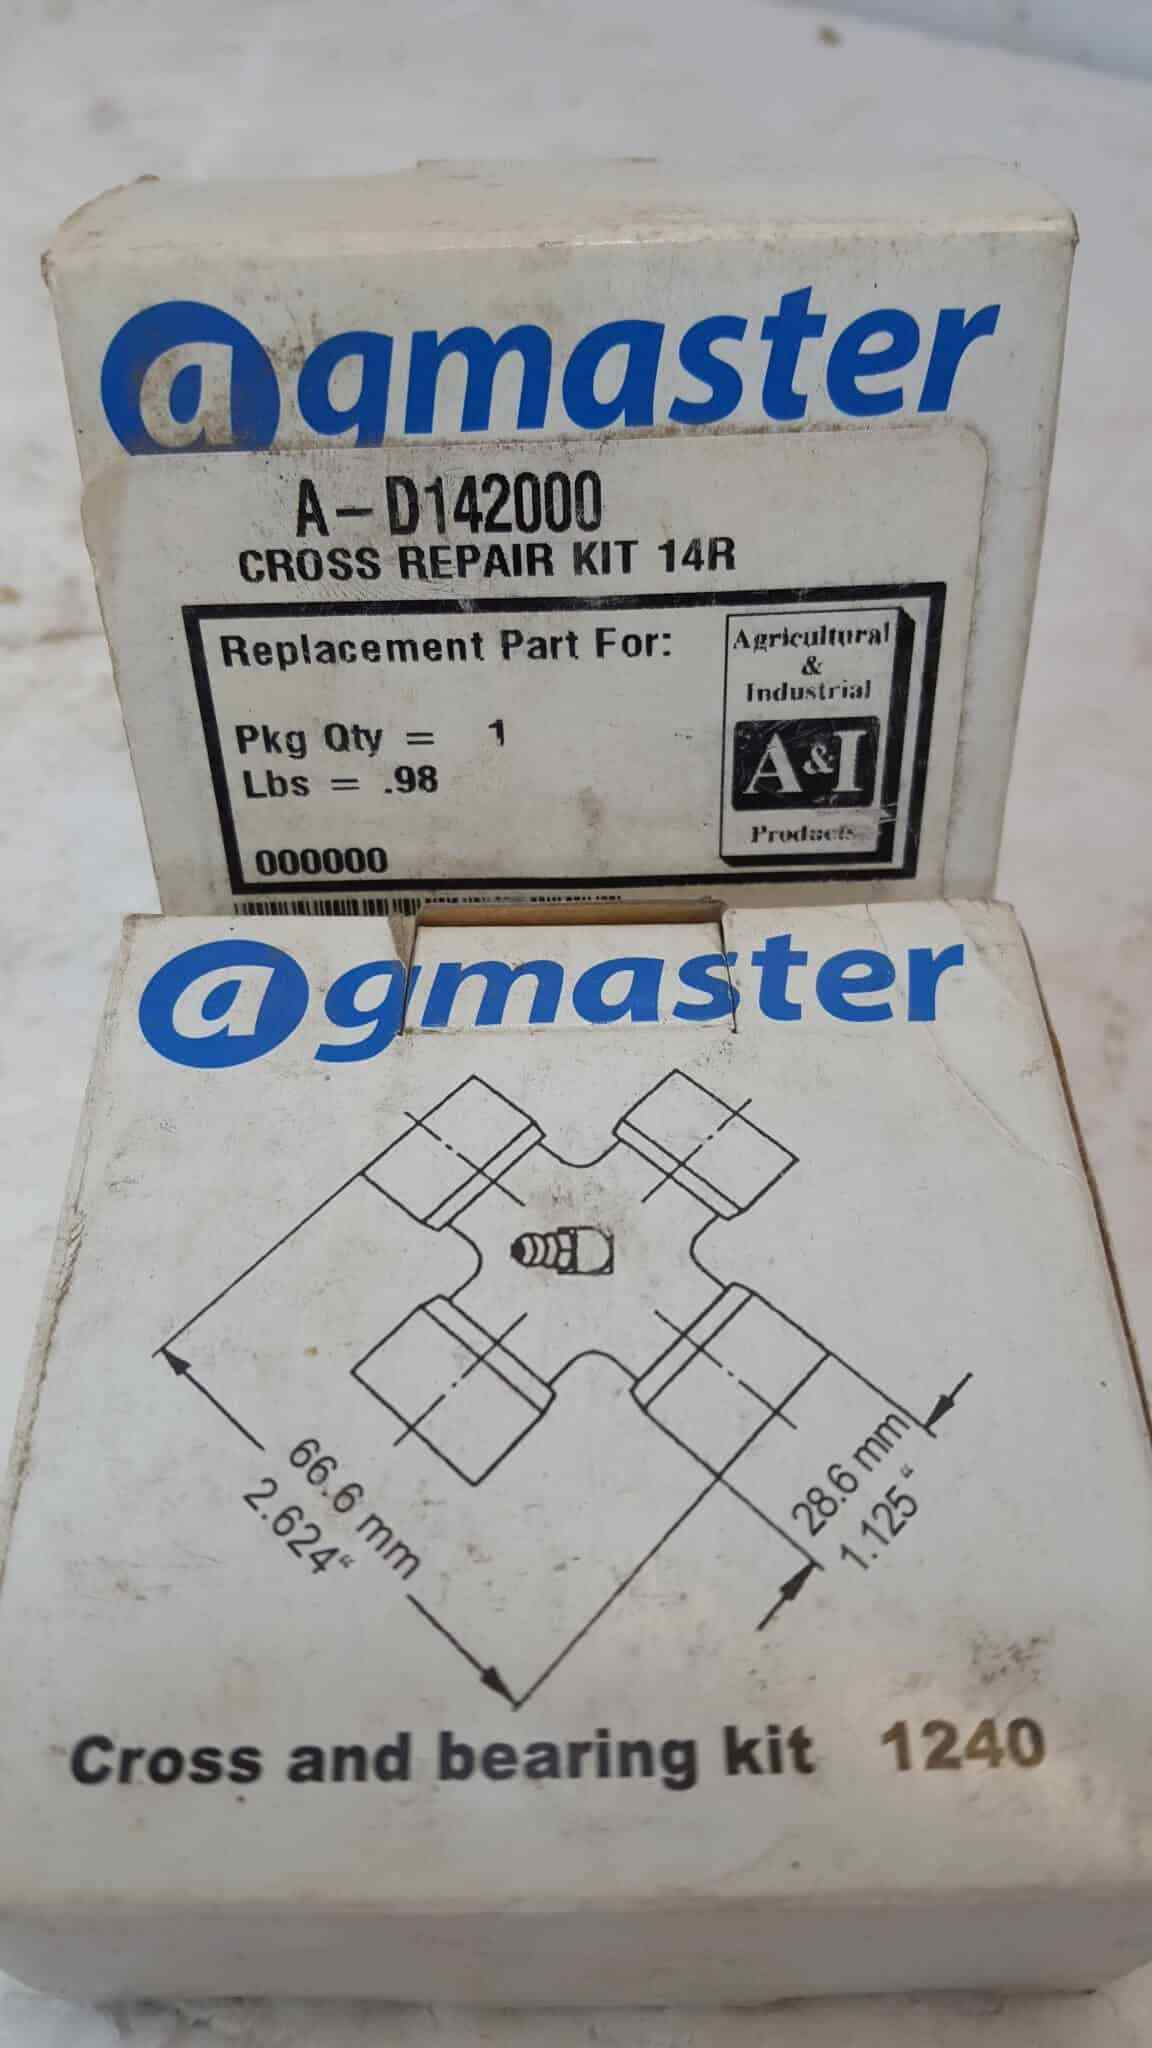 agmaster
A-D142000
CROSS REPAIR KIT 14R
Replacement Part For:
Pkg Qty = 1
Lbs = .98
000000
Agricultural
&
Industrial
A&I
Products
agmaster
66.6 mm
2.624"
28.6 mm
1.125"
Cross and bearing kit 1240